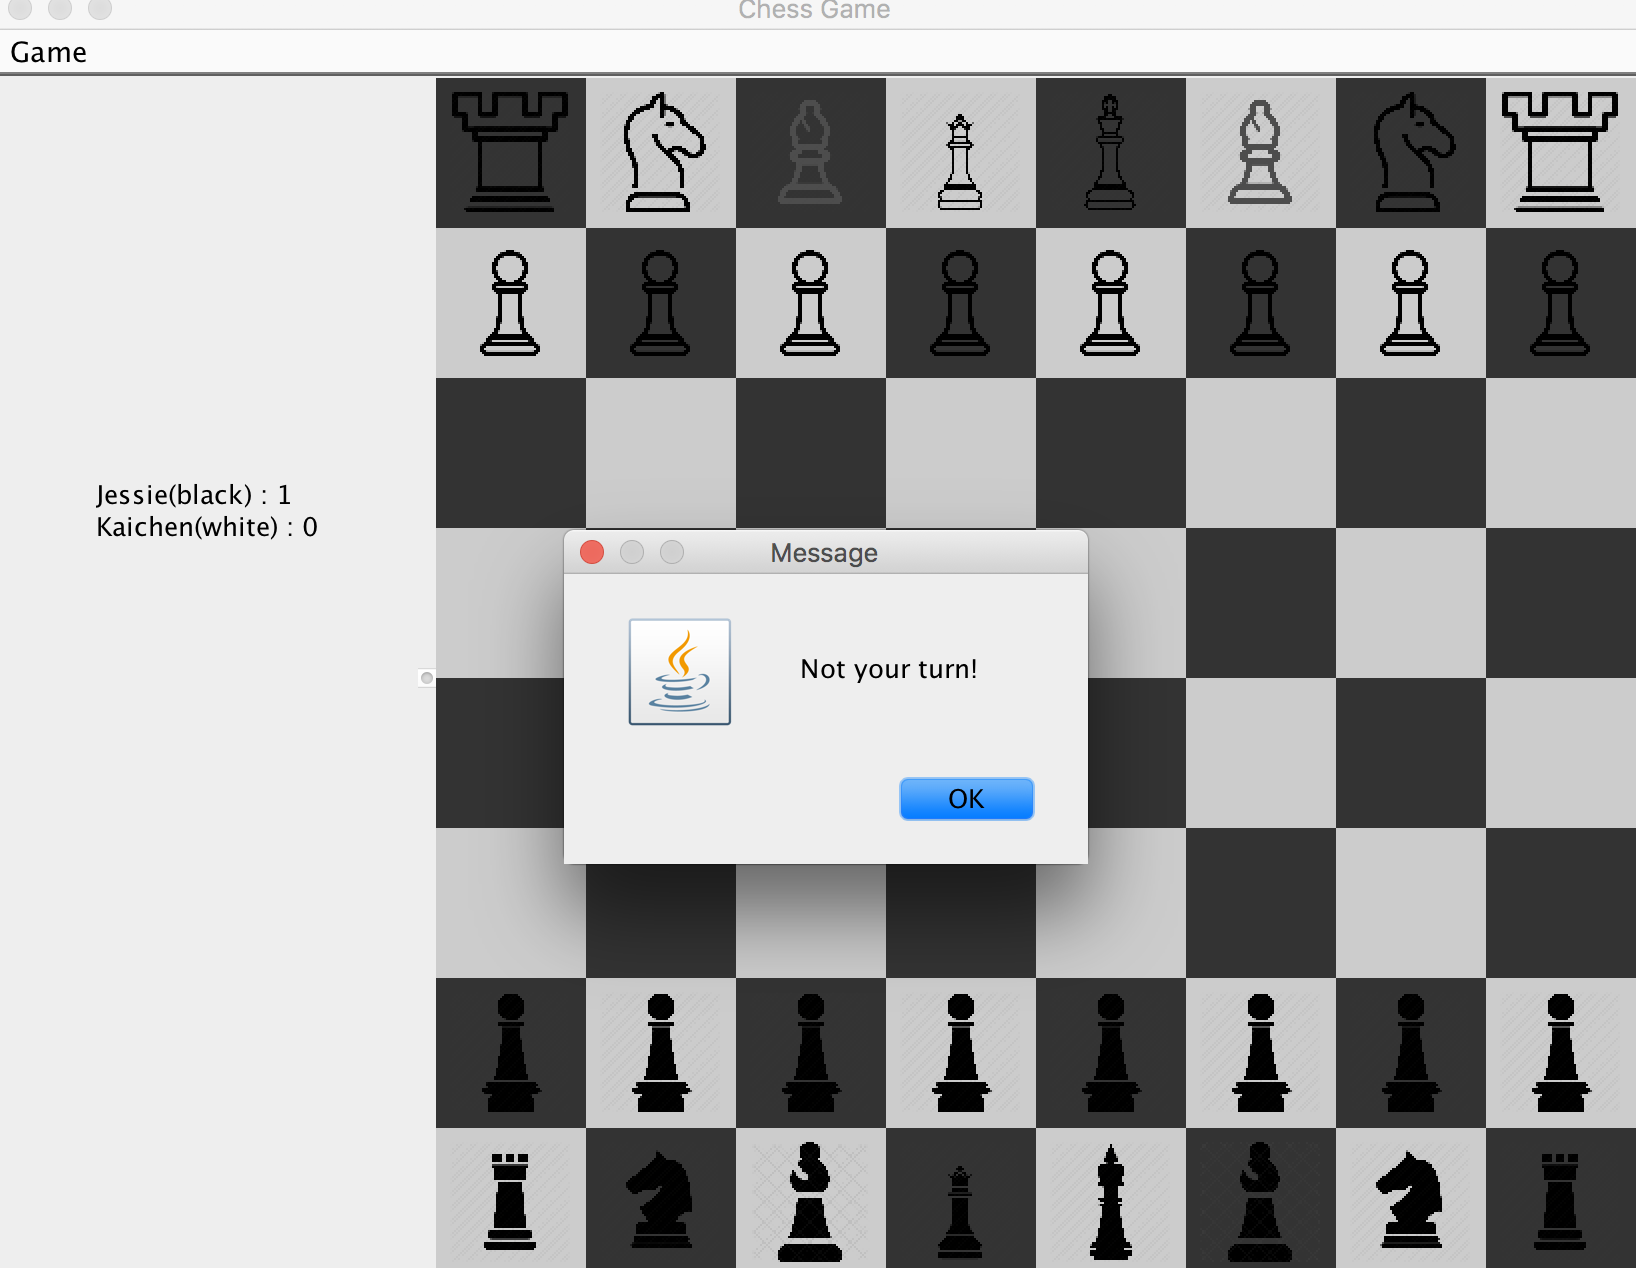 Chess Game
Game
Jessie(black) : 1
Kaichen(white) : 0
Message
Not your turn!
OK